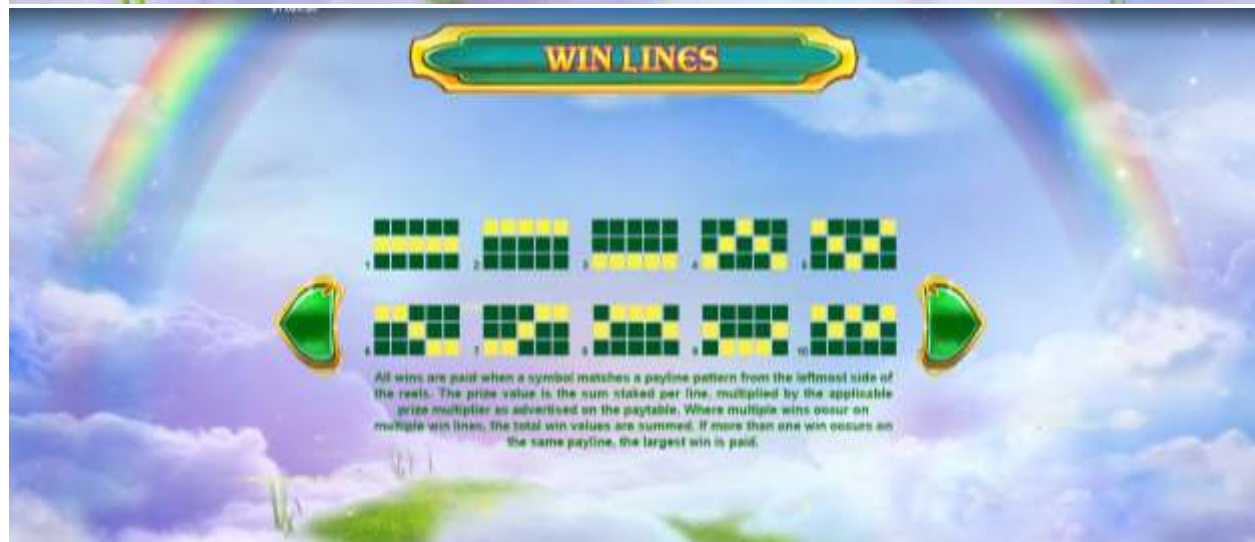 WIN LINES
1 2 3 4 5
6 7 8 9 10
All wins are paid when a symbol matches a payline pattern from the leftmost side of
the reels. The prize value is the sum staked per line, multiplied by the applicable
prize multiplier as advertised on the paytable. Where multiple wins occur on
multiple win lines, the total win values are summed. If more than one win occurs on
the same payline, the largest win is paid.